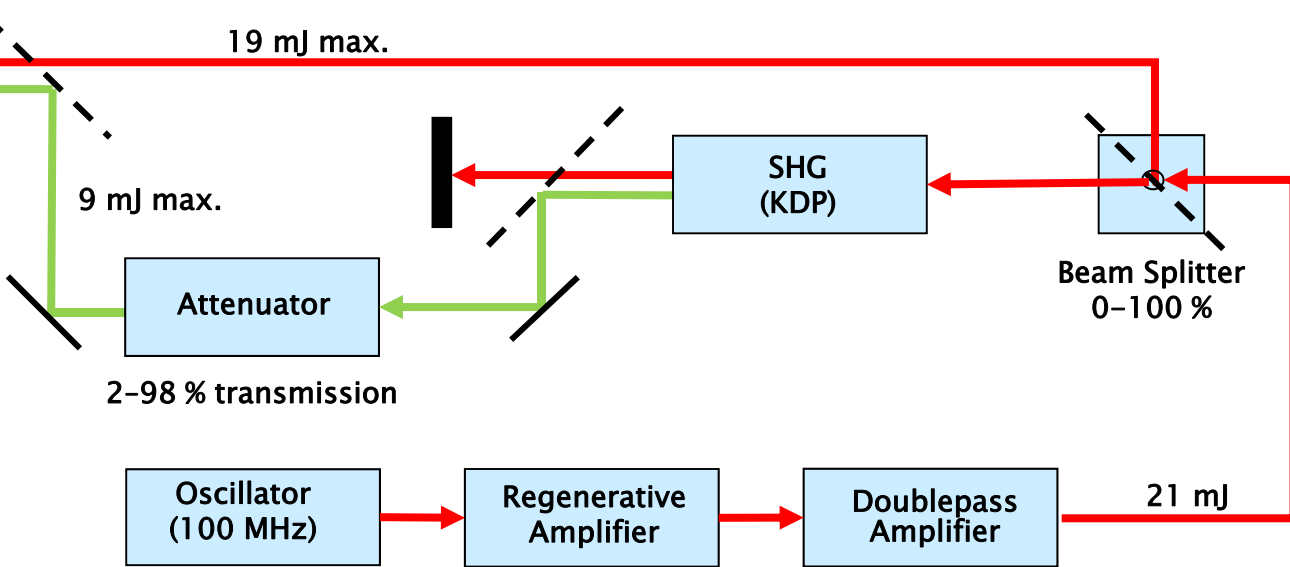 19 mJ max.
SHG
(KDP)
9 mJ max.
Beam Splitter
0–100 %
Attenuator
2–98 % transmission
Oscillator
(100 MHz)
Regenerative
Amplifier
Doublepass
Amplifier
21 mJ